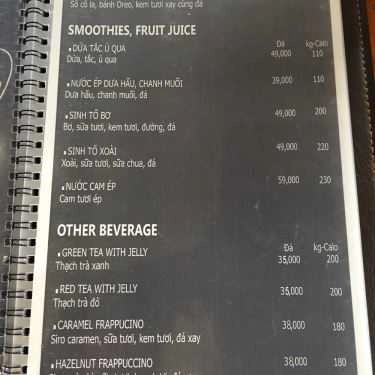 Sô cô la, bánh Oreo, kem tươi xay cùng đá
SMOOTHIES, FRUIT JUICE
Đá kg-Calo
▪DỨA TẮC Ủ QUA 49,000 110
Dứa, tắc, ủ qua
▪NƯỚC ÉP DƯA HẤU, CHANH MUỐI 39,000 110
Dưa hấu, chanh muối, đá
▪SINH TỐ BƠ 49,000 200
Bơ, sữa tươi, kem tươi, đường, đá
▪SINH TỐ XOÀI 49,000 220
Xoài, sữa tươi, sữa chua, đá
▪NƯỚC CAM ÉP 59,000 230
Cam tươi ép
OTHER BEVERAGE
Đá kg-Calo
▪GREEN TEA WITH JELLY 35,000 200
Thạch trà xanh
▪RED TEA WITH JELLY 35,000 200
Thạch trà đỏ
▪CARAMEL FRAPPUCINO 38,000 180
Siro caramen, sữa tươi, kem tươi, đá xay
▪HAZELNUT FRAPPUCCINO 38,000 180